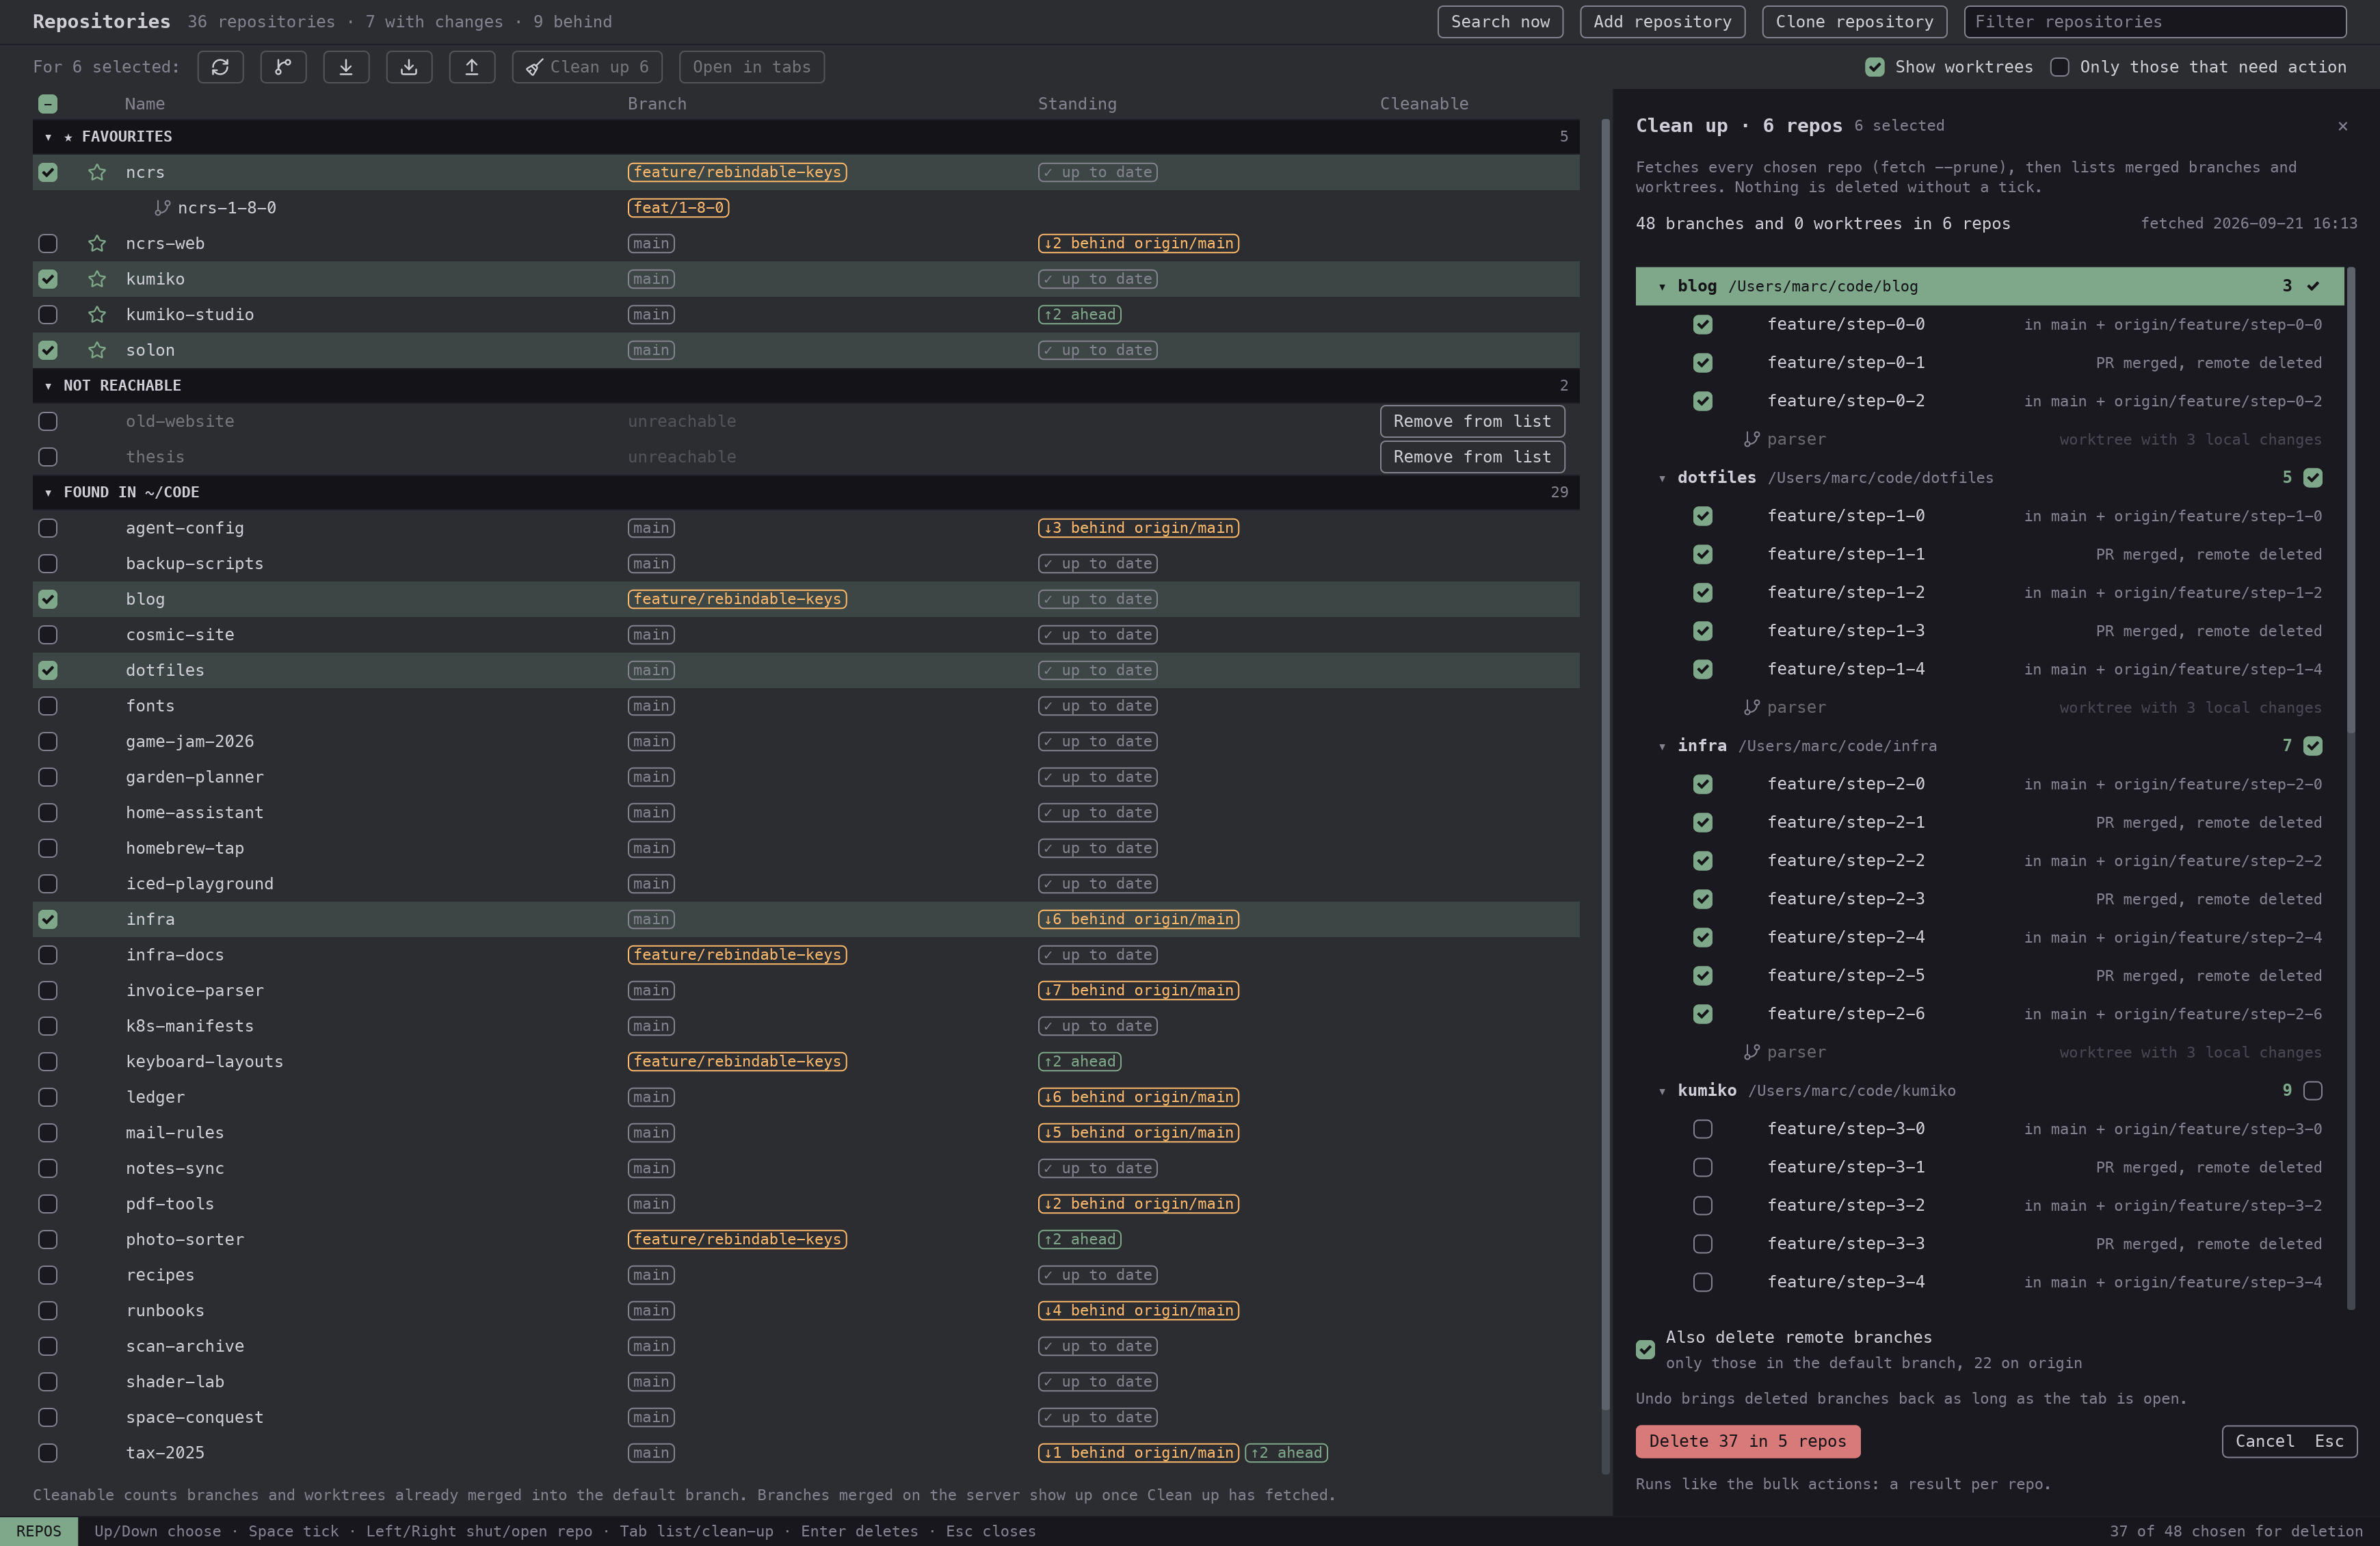 Repositories 36 repositories · 7 with changes · 9 behind Search now Add repository Clone repository Filter repositories
For 6 selected: Clean up 6 Open in tabs Show worktrees Only those that need action
Name Branch Standing Cleanable
▾ ★ FAVOURITES 5
ncrs feature/rebindable-keys ✓ up to date
ncrs-1-8-0 feat/1-8-0
ncrs-web main ↓2 behind origin/main
kumiko main ✓ up to date
kumiko-studio main ↑2 ahead
solon main ✓ up to date
▾ NOT REACHABLE 2
old-website unreachable Remove from list
thesis unreachable Remove from list
▾ FOUND IN ~/CODE 29
agent-config main ↓3 behind origin/main
backup-scripts main ✓ up to date
blog feature/rebindable-keys ✓ up to date
cosmic-site main ✓ up to date
dotfiles main ✓ up to date
fonts main ✓ up to date
game-jam-2026 main ✓ up to date
garden-planner main ✓ up to date
home-assistant main ✓ up to date
homebrew-tap main ✓ up to date
iced-playground main ✓ up to date
infra main ↓6 behind origin/main
infra-docs feature/rebindable-keys ✓ up to date
invoice-parser main ↓7 behind origin/main
k8s-manifests main ✓ up to date
keyboard-layouts feature/rebindable-keys ↑2 ahead
ledger main ↓6 behind origin/main
mail-rules main ↓5 behind origin/main
notes-sync main ✓ up to date
pdf-tools main ↓2 behind origin/main
photo-sorter feature/rebindable-keys ↑2 ahead
recipes main ✓ up to date
runbooks main ↓4 behind origin/main
scan-archive main ✓ up to date
shader-lab main ✓ up to date
space-conquest main ✓ up to date
tax-2025 main ↓1 behind origin/main ↑2 ahead
Cleanable counts branches and worktrees already merged into the default branch. Branches merged on the server show up once Clean up has fetched.
Clean up · 6 repos 6 selected ×
Fetches every chosen repo (fetch --prune), then lists merged branches and
worktrees. Nothing is deleted without a tick.
48 branches and 0 worktrees in 6 repos fetched 2026-09-21 16:13
▾ blog /Users/marc/code/blog 3
feature/step-0-0 in main + origin/feature/step-0-0
feature/step-0-1 PR merged, remote deleted
feature/step-0-2 in main + origin/feature/step-0-2
parser worktree with 3 local changes
▾ dotfiles /Users/marc/code/dotfiles 5
feature/step-1-0 in main + origin/feature/step-1-0
feature/step-1-1 PR merged, remote deleted
feature/step-1-2 in main + origin/feature/step-1-2
feature/step-1-3 PR merged, remote deleted
feature/step-1-4 in main + origin/feature/step-1-4
parser worktree with 3 local changes
▾ infra /Users/marc/code/infra 7
feature/step-2-0 in main + origin/feature/step-2-0
feature/step-2-1 PR merged, remote deleted
feature/step-2-2 in main + origin/feature/step-2-2
feature/step-2-3 PR merged, remote deleted
feature/step-2-4 in main + origin/feature/step-2-4
feature/step-2-5 PR merged, remote deleted
feature/step-2-6 in main + origin/feature/step-2-6
parser worktree with 3 local changes
▾ kumiko /Users/marc/code/kumiko 9
feature/step-3-0 in main + origin/feature/step-3-0
feature/step-3-1 PR merged, remote deleted
feature/step-3-2 in main + origin/feature/step-3-2
feature/step-3-3 PR merged, remote deleted
feature/step-3-4 in main + origin/feature/step-3-4
Also delete remote branches
only those in the default branch, 22 on origin
Undo brings deleted branches back as long as the tab is open.
Delete 37 in 5 repos Cancel Esc
Runs like the bulk actions: a result per repo.
REPOS Up/Down choose · Space tick · Left/Right shut/open repo · Tab list/clean-up · Enter deletes · Esc closes 37 of 48 chosen for deletion